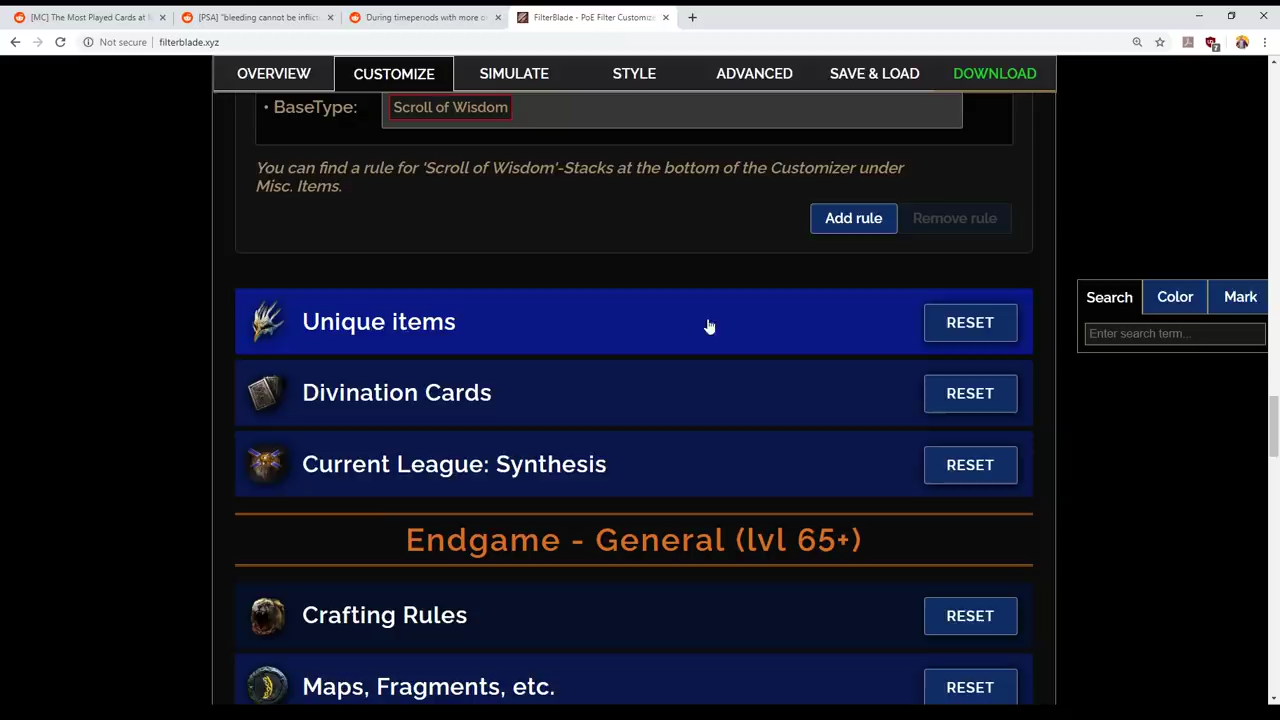 [MC] The Most Played Cards at
[PSA] "bleeding cannot be inflic
During timeperiods with more o
FilterBlade - PoE Filter Customize
Not secure
filterblade.xyz
7
OVERVIEW
CUSTOMIZE
SIMULATE
STYLE
ADVANCED
SAVE & LOAD
DOWNLOAD
• BaseType:
Scroll of Wisdom
You can find a rule for 'Scroll of Wisdom'-Stacks at the bottom of the Customizer under
Misc. Items.
Add rule
Remove rule
Unique items
RESET
Search
Color
Mark
Enter search term...
Divination Cards
RESET
Current League: Synthesis
RESET
Endgame - General (lvl 65+)
Crafting Rules
RESET
Maps, Fragments, etc.
RESET